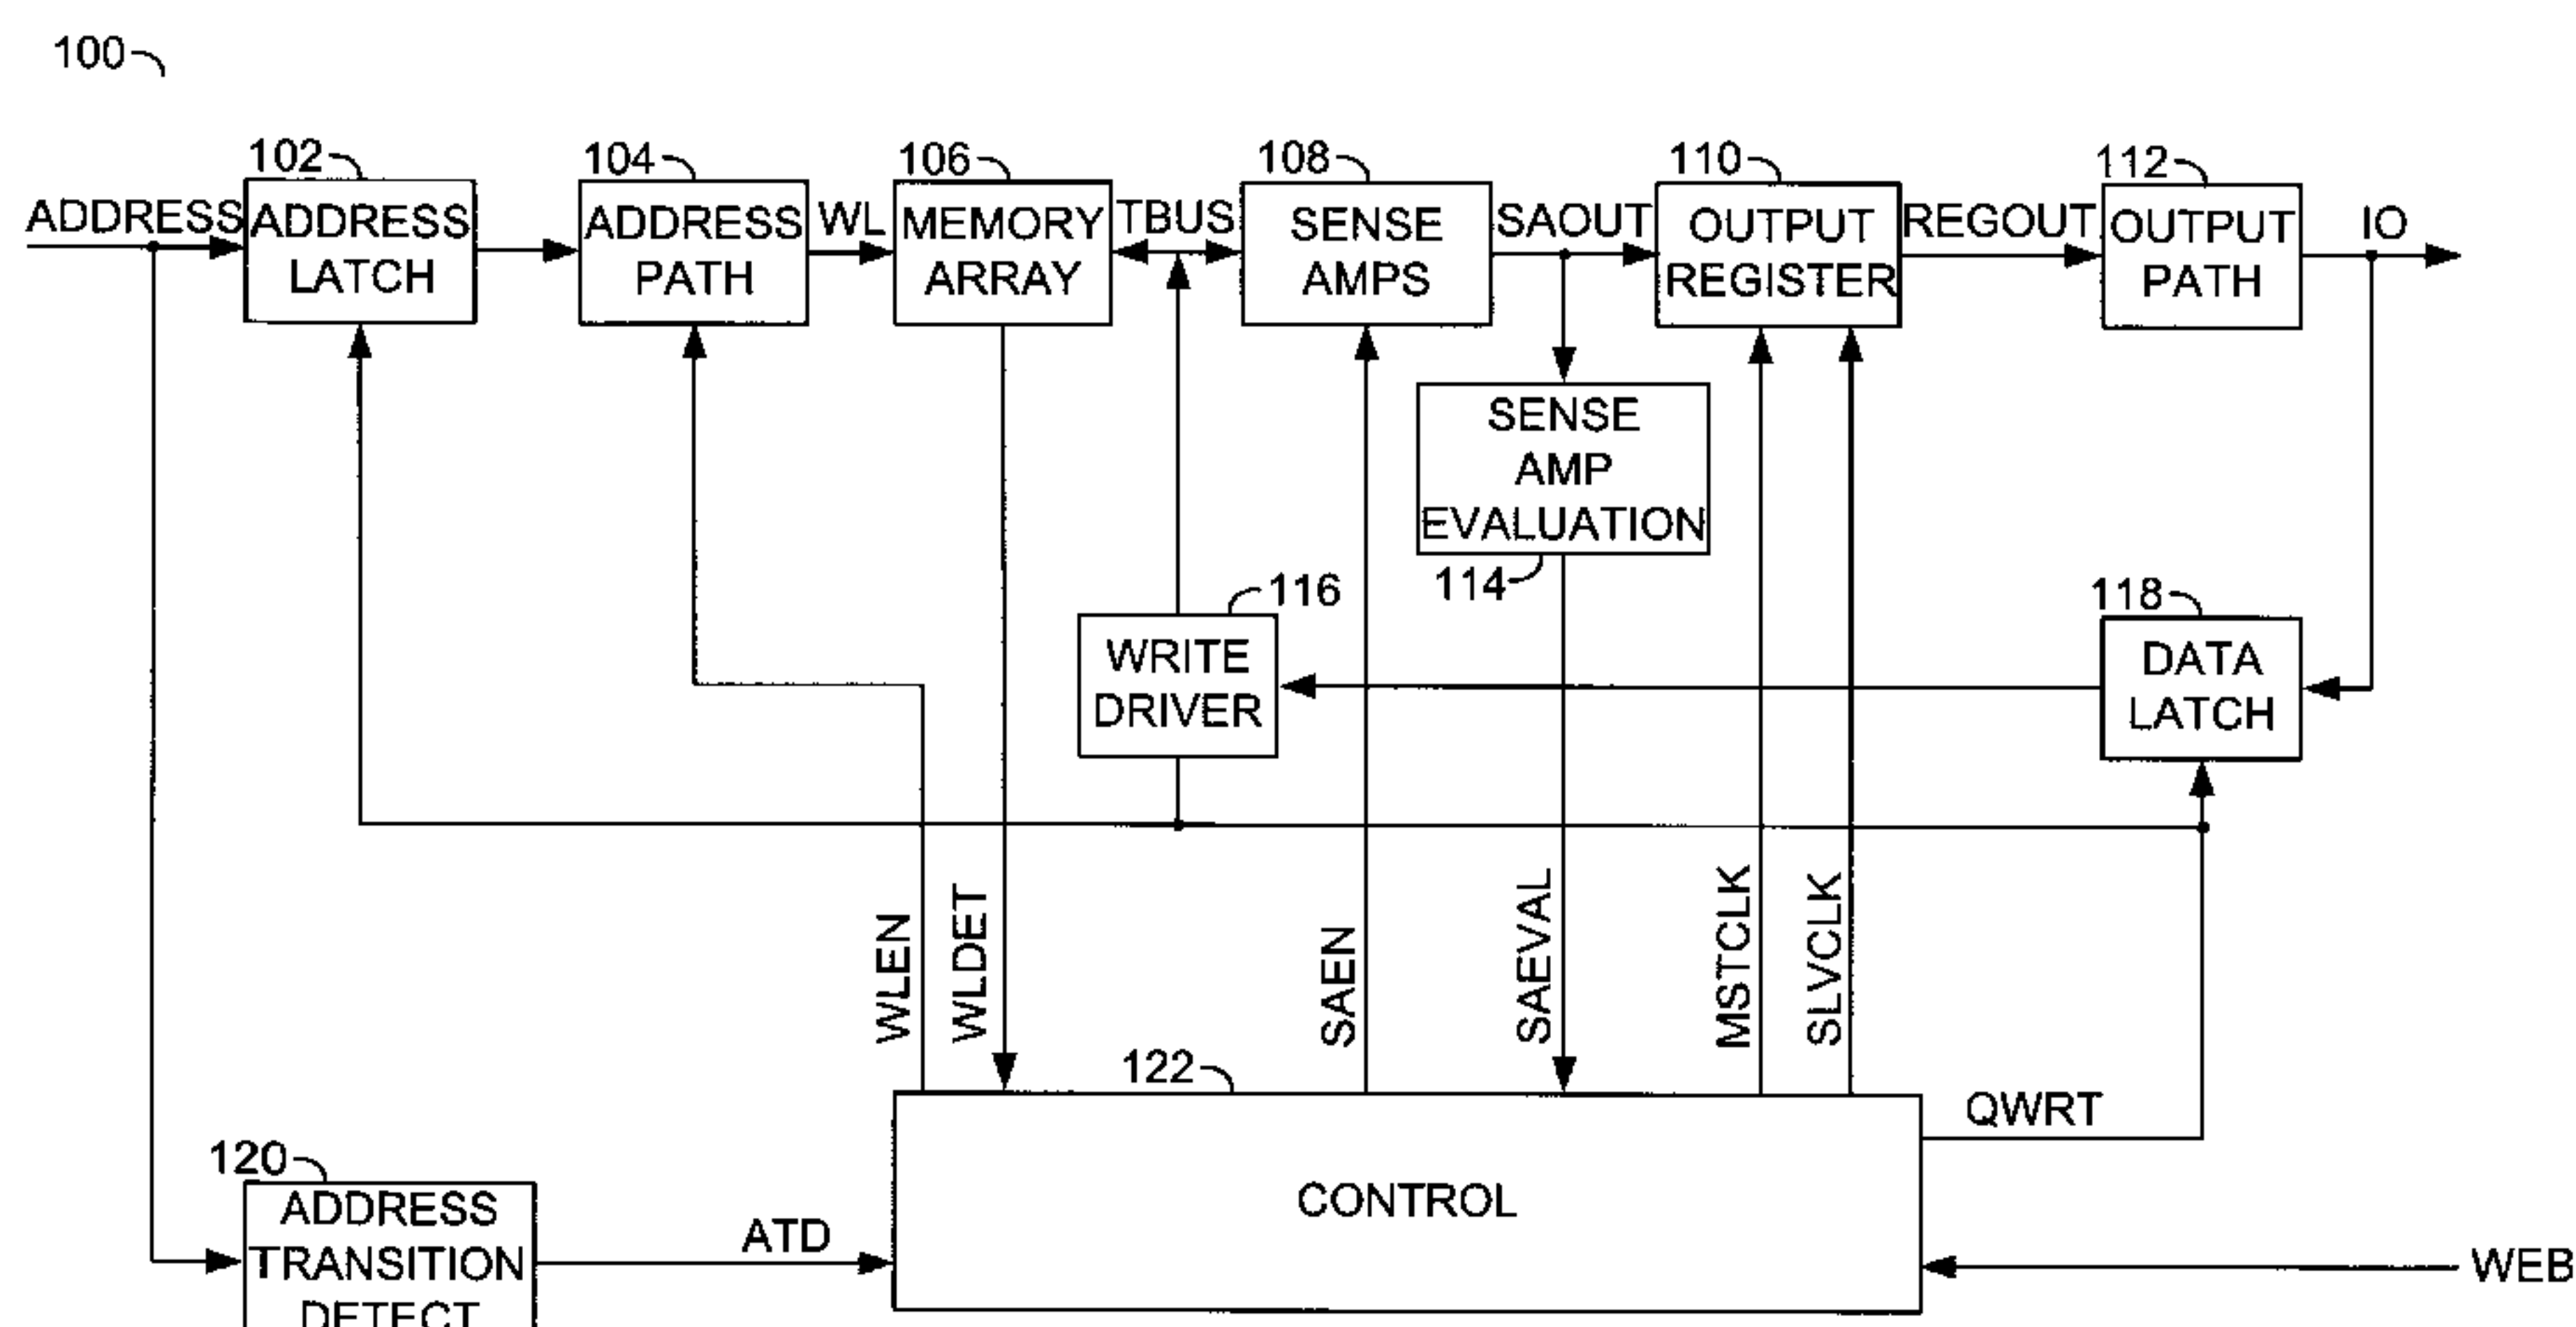 100
102
104
106
108
110
112
ADDRESS
ADDRESS
LATCH
ADDRESS
PATH
WL
MEMORY
ARRAY
TBUS
SENSE
AMPS
SAOUT
OUTPUT
REGISTER
REGOUT
OUTPUT
PATH
IO
SENSE
AMP
EVALUATION
114
116
WRITE
DRIVER
118
DATA
LATCH
WLEN
WLDET
SAEN
SAEVAL
MSTCLK
SLVCLK
122
CONTROL
QWRT
WEB
120
ADDRESS
TRANSITION
DETECT
ATD